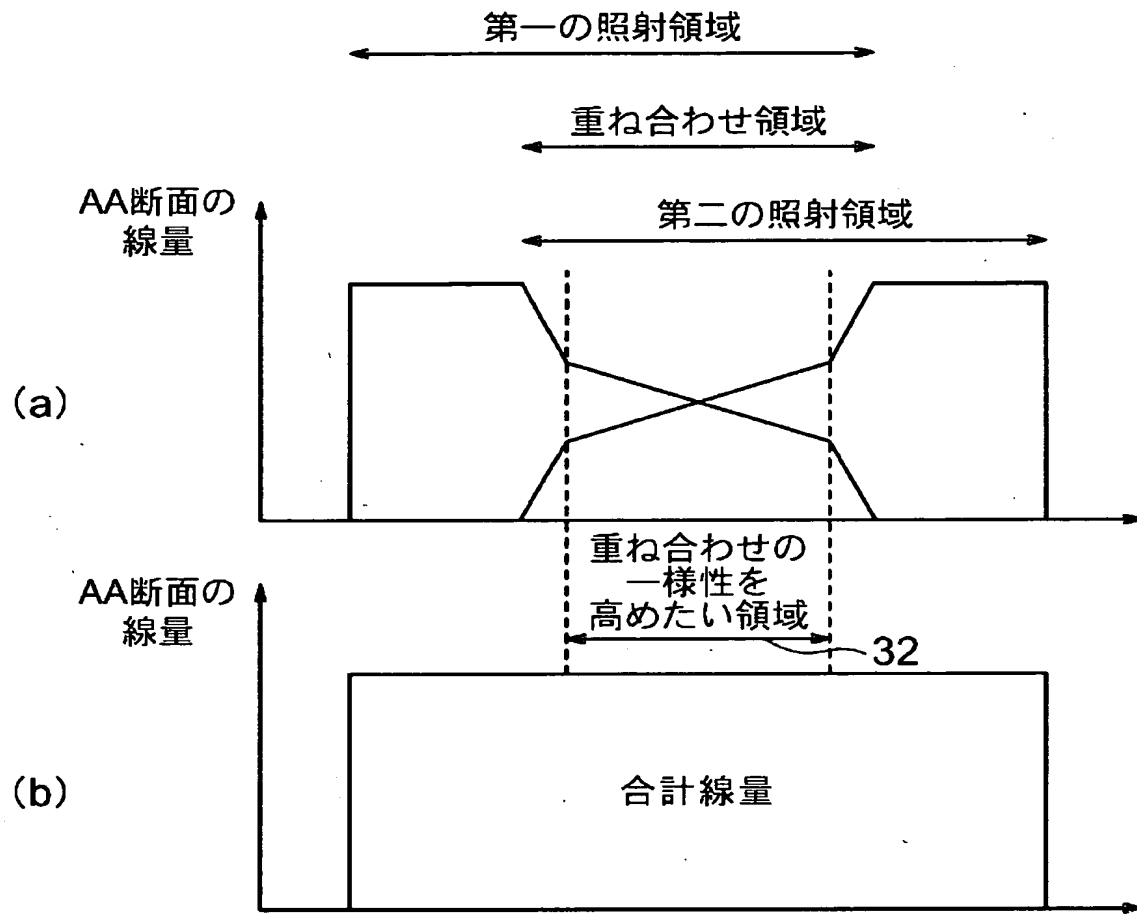 第一の照射領域
重ね合わせ領域
第二の照射領域
AA断面の
線量
(a)
重ね合わせの
一様性を
高めたい領域
32
AA断面の
線量
合計線量
(b)